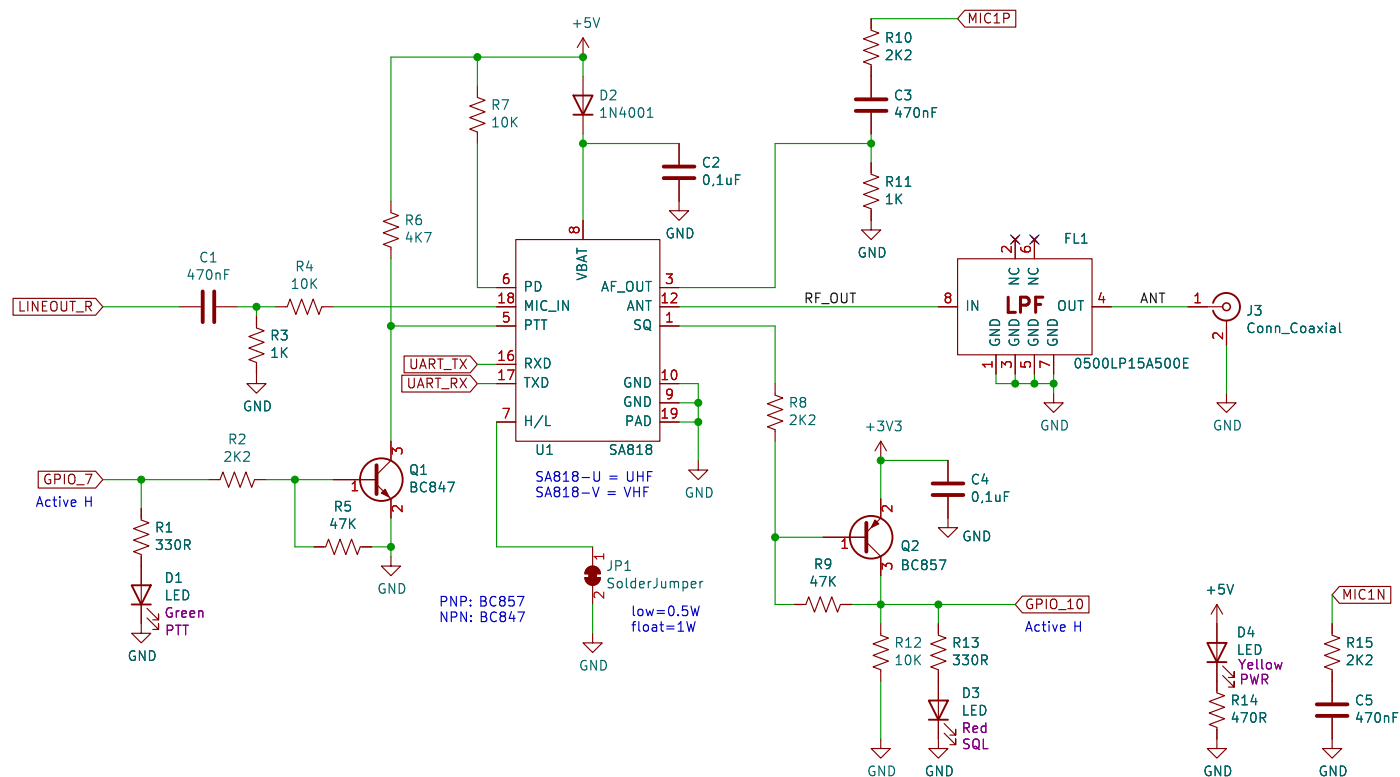 +5V
MIC1P
R10
2K2
C3
470nF
R7
10K
D2
1N4001
C2
0,1uF
GND
R11
1K
GND
R6
4K7
8
VBAT
C1
470nF
R4
10K
LINEOUT_R
R3
1K
GND
6
PD
18
MIC_IN
5
PTT
UART_TX
16
RXD
UART_RX
17
TXD
7
H/L
AF_OUT
3
ANT
12
SQ
1
GND
10
GND
9
PAD
19
U1
SA818
SA818-U = UHF
SA818-V = VHF
GND
RF_OUT
FL1
2
6
NC
NC
8
IN
LPF
OUT
4
GND
GND
GND
GND
1
3
5
7
0500LP15A500E
GND
ANT
1
2
J3
Conn_Coaxial
GND
R2
2K2
GPIO_7
Active H
R1
330R
D1
LED
Green
PTT
GND
R5
47K
3
1
2
Q1
BC847
GND
PNP: BC857
NPN: BC847
1
2
JP1
SolderJumper
low=0.5W
float=1W
GND
R8
2K2
+3V3
C4
0,1uF
GND
2
1
3
Q2
BC857
R9
47K
GPIO_10
Active H
R12
10K
GND
R13
330R
D3
LED
Red
SQL
GND
+5V
D4
LED
Yellow
PWR
R14
470R
GND
MIC1N
R15
2K2
C5
470nF
GND